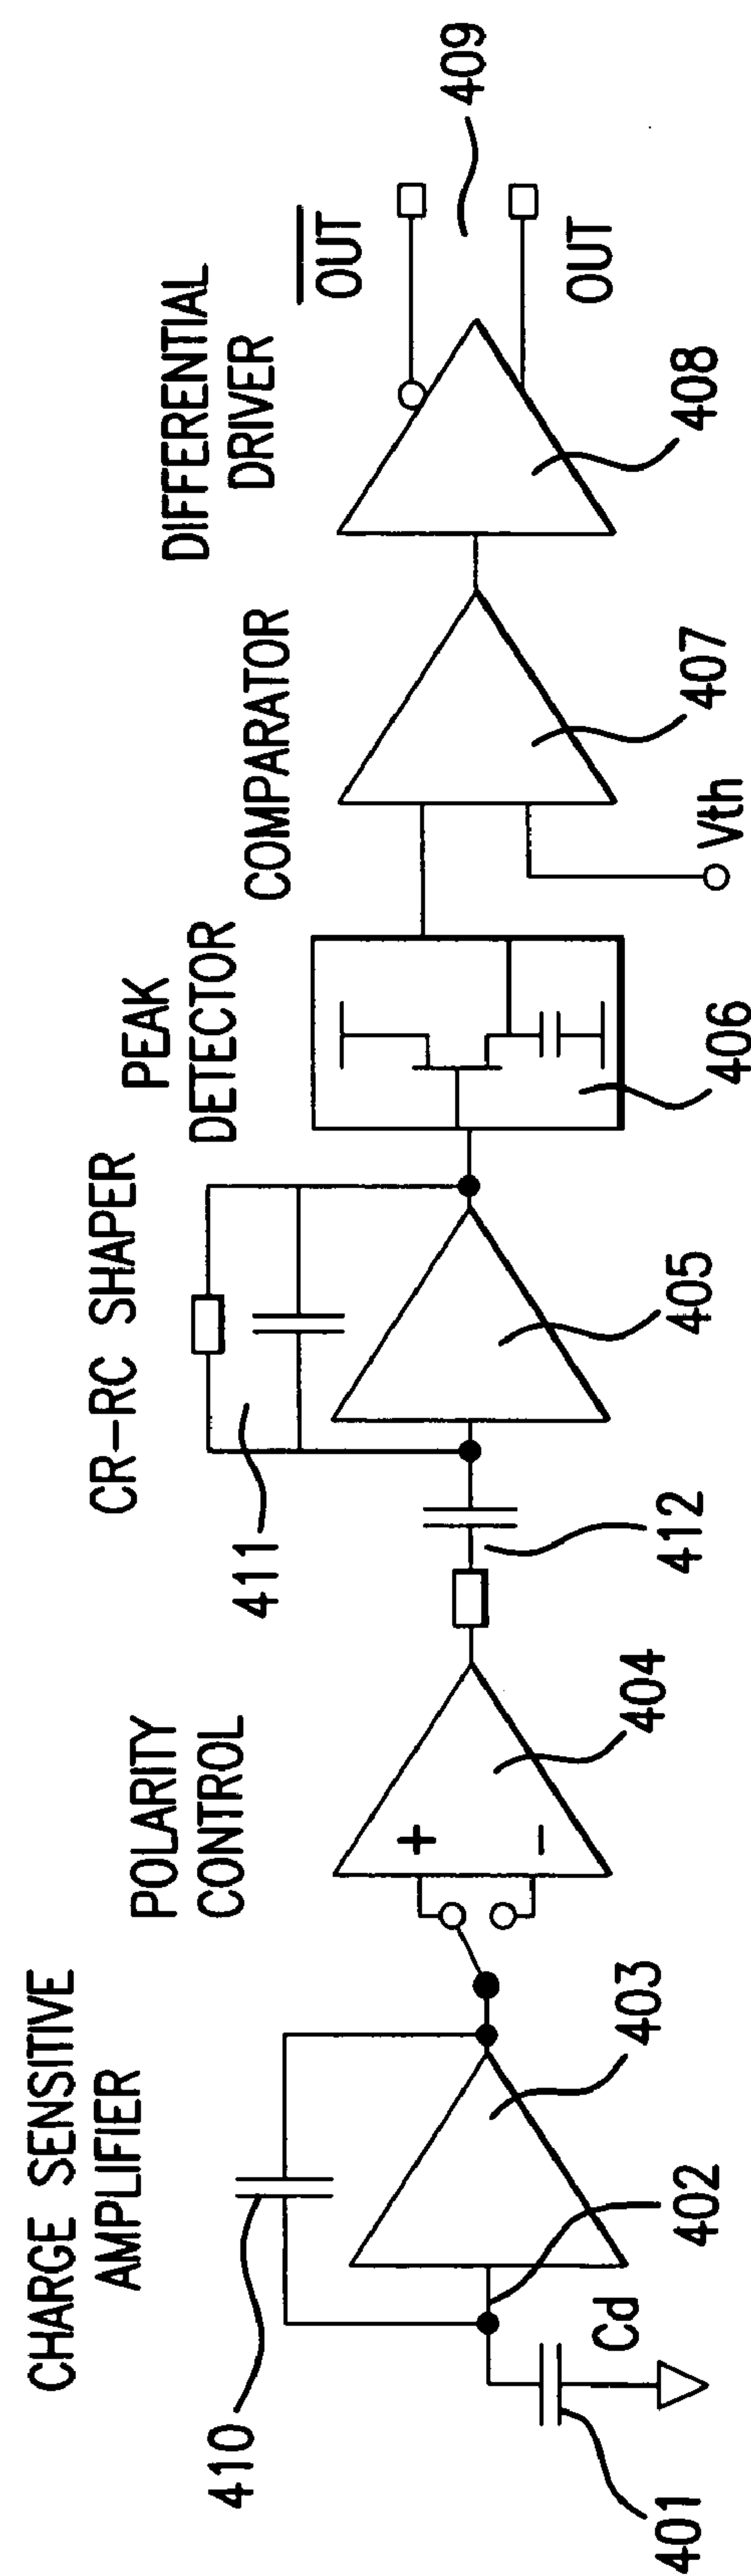 CHARGE SENSITIVE
AMPLIFIER
POLARITY
CONTROL
CR-RC SHAPER
PEAK
DETECTOR
COMPARATOR
DIFFERENTIAL
DRIVER
410
411
+
−
OUT
OUT
409
401
Cd
402
403
404
412
405
406
Vth
407
408